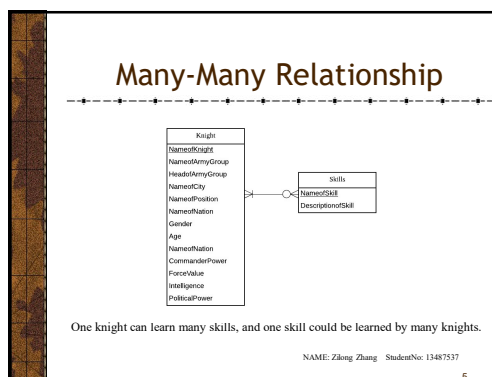 Many-Many Relationship
Knight
NameofKnight
NameofArmyGroup
HeadofArmyGroup
NameofCity
NameofPosition
NameofNation
Gender
Age
NameofNation
CommanderPower
ForceValue
Intelligence
PoliticalPower
Skills
NameofSkill
DescriptionofSkill
One knight can learn many skills, and one skill could be learned by many knights.
NAME: Zilong Zhang StudentNo: 13487537